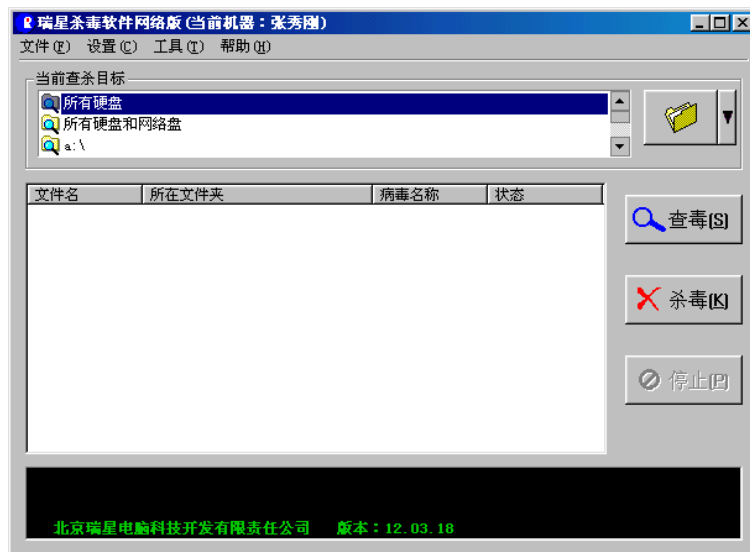 瑞星杀毒软件网络版(当前机器：张秀刚)
文件(F) 设置(C) 工具(T) 帮助(H)
当前查杀目标
所有硬盘
所有硬盘和网络盘
a:\
文件名 所在文件夹 病毒名称 状态
查毒[S]
杀毒[K]
停止[P]
北京瑞星电脑科技开发有限责任公司 版本：12.03.18